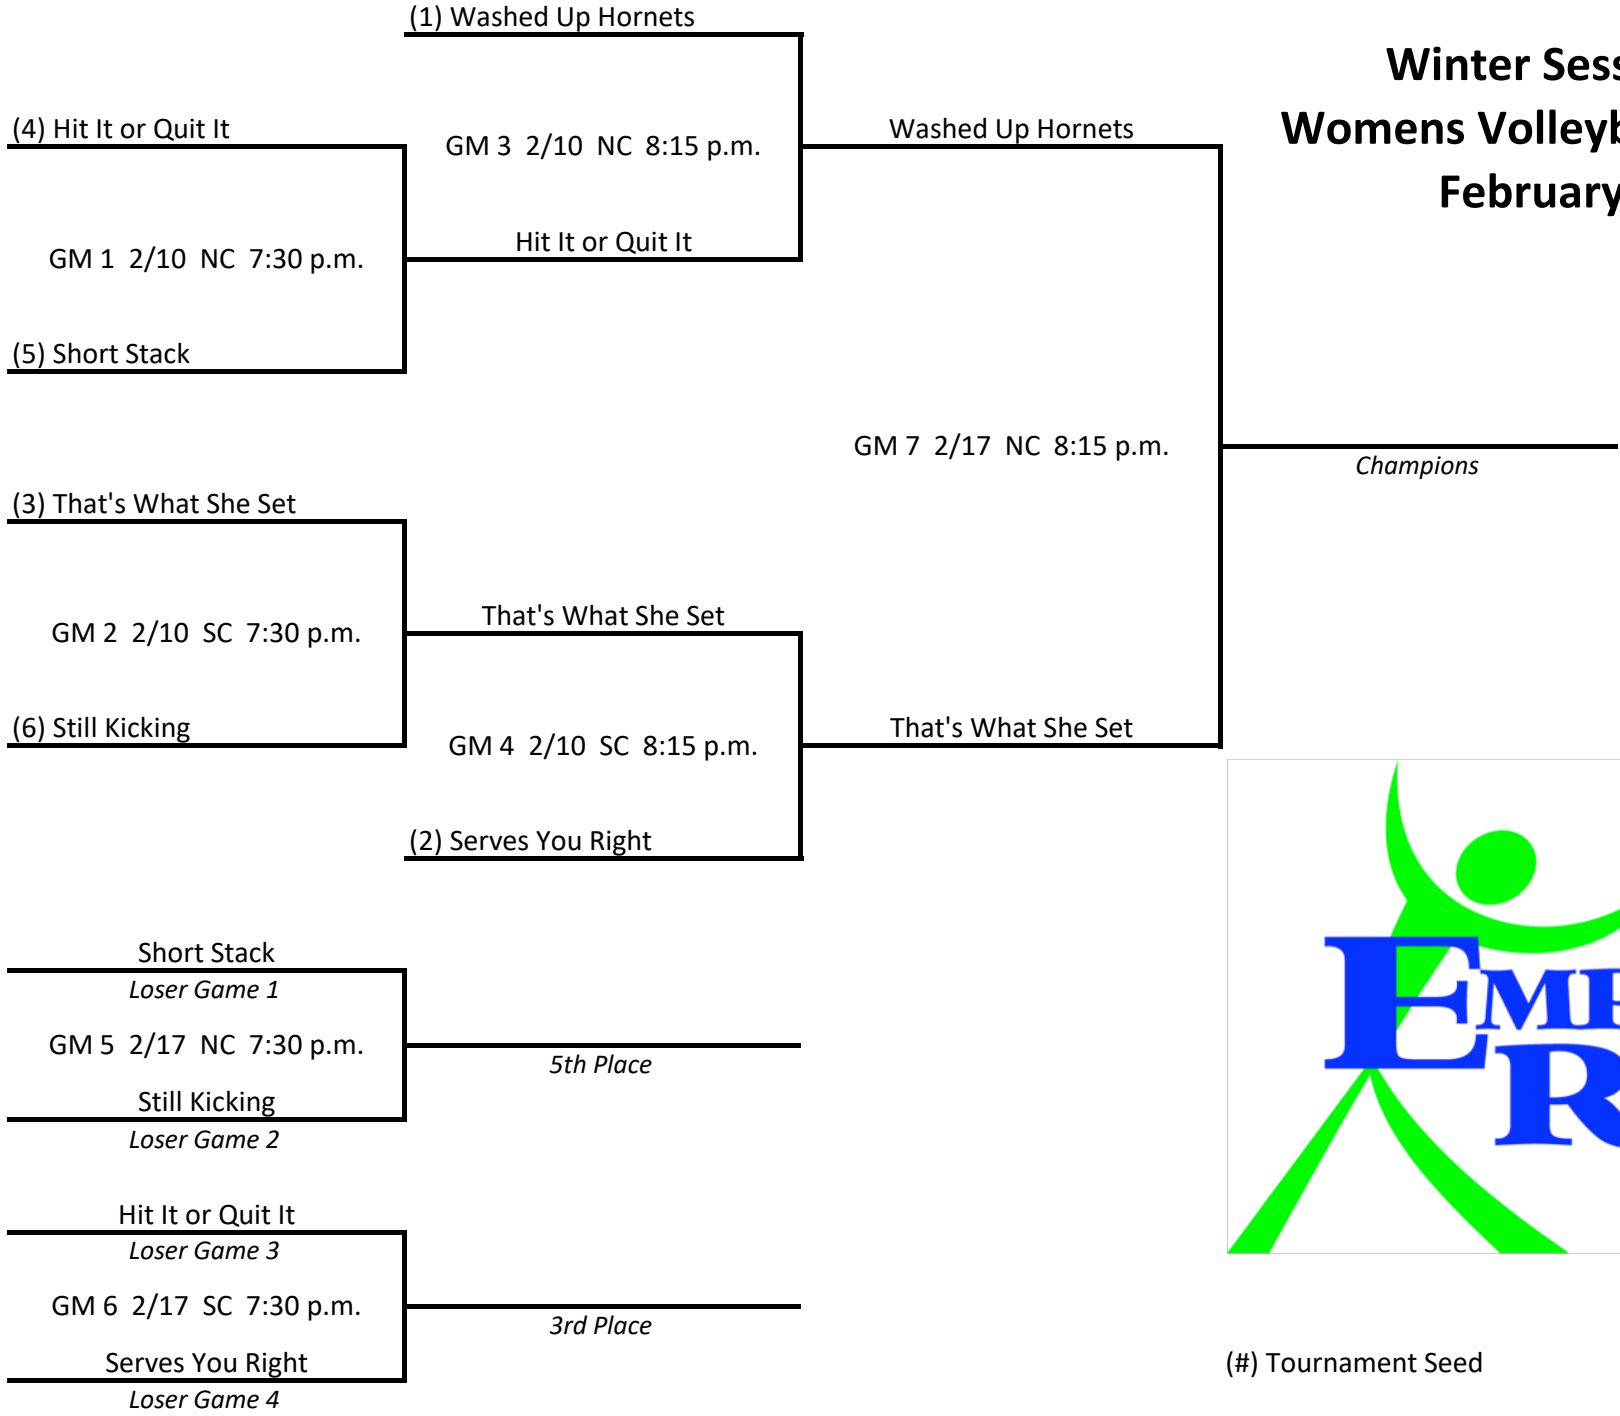 (1) Washed Up Hornets
Winter Sess
(4) Hit It or Quit It
GM 3 2/10 NC 8:15 p.m.
Washed Up Hornets
Womens Volleyb
February
Hit It or Quit It
GM 1 2/10 NC 7:30 p.m.
(5) Short Stack
GM 7 2/17 NC 8:15 p.m.
Champions
(3) That's What She Set
That's What She Set
GM 2 2/10 SC 7:30 p.m.
(6) Still Kicking
GM 4 2/10 SC 8:15 p.m.
That's What She Set
(2) Serves You Right
Short Stack
Loser Game 1
GM 5 2/17 NC 7:30 p.m.
5th Place
Still Kicking
Loser Game 2
EMP
R
Hit It or Quit It
Loser Game 3
GM 6 2/17 SC 7:30 p.m.
3rd Place
Serves You Right
Loser Game 4
(#) Tournament Seed